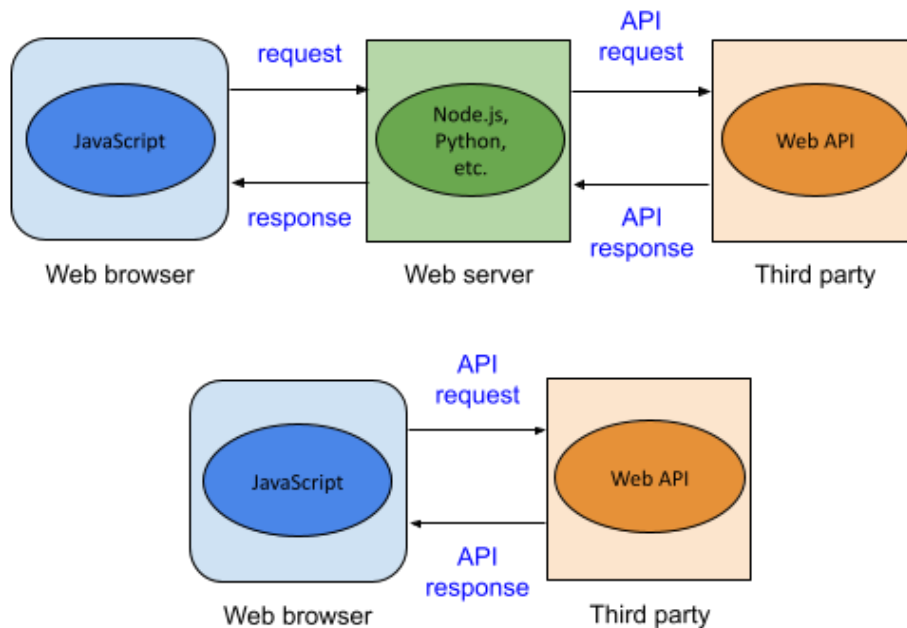 request
API
request
JavaScript
Node.js,
Python,
etc.
Web API
response
API
response
Web browser
Web server
Third party
API
request
JavaScript
Web API
API
response
Web browser
Third party